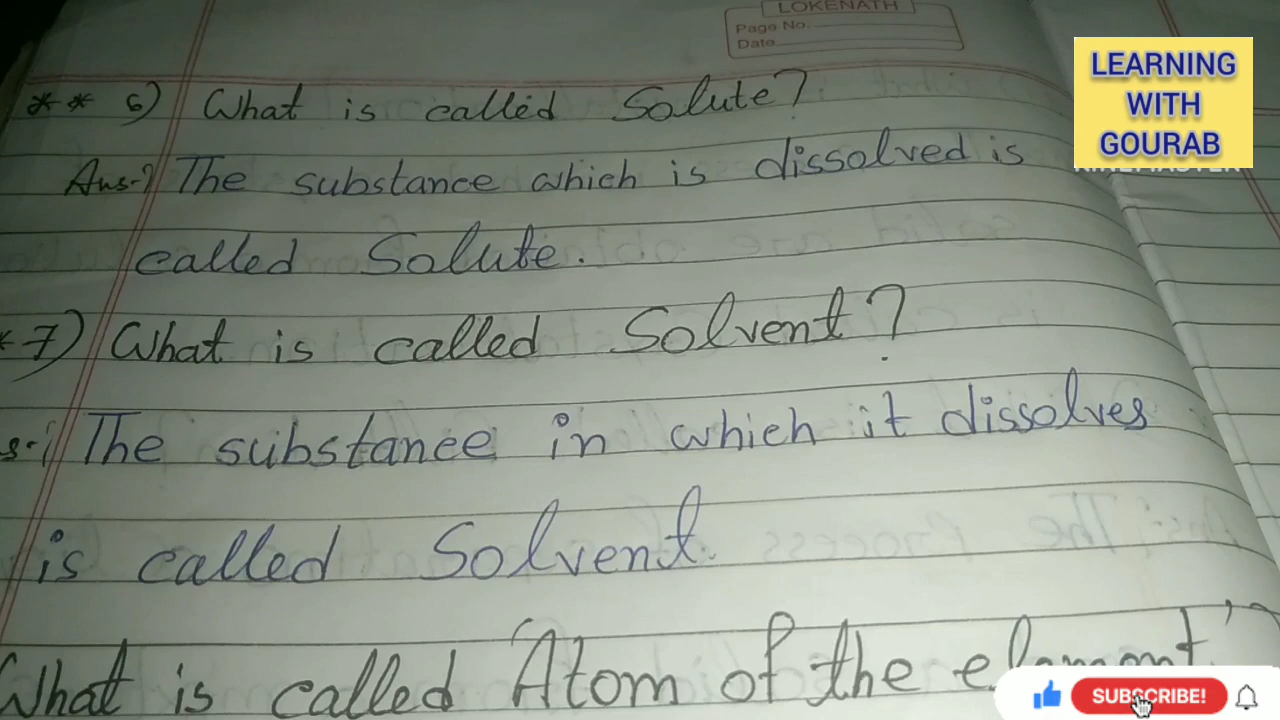 LOKENATH
Page No.
Date
LEARNING
WITH
GOURAB
** 6) What is called Solute?
Ans-) The substance which is dissolved is
called Solute.
* 7) What is called Solvent?
s-) The substance in which it dissolves
is called Solvent.
What is called 'Atom of the element'?
SUBSCRIBE!